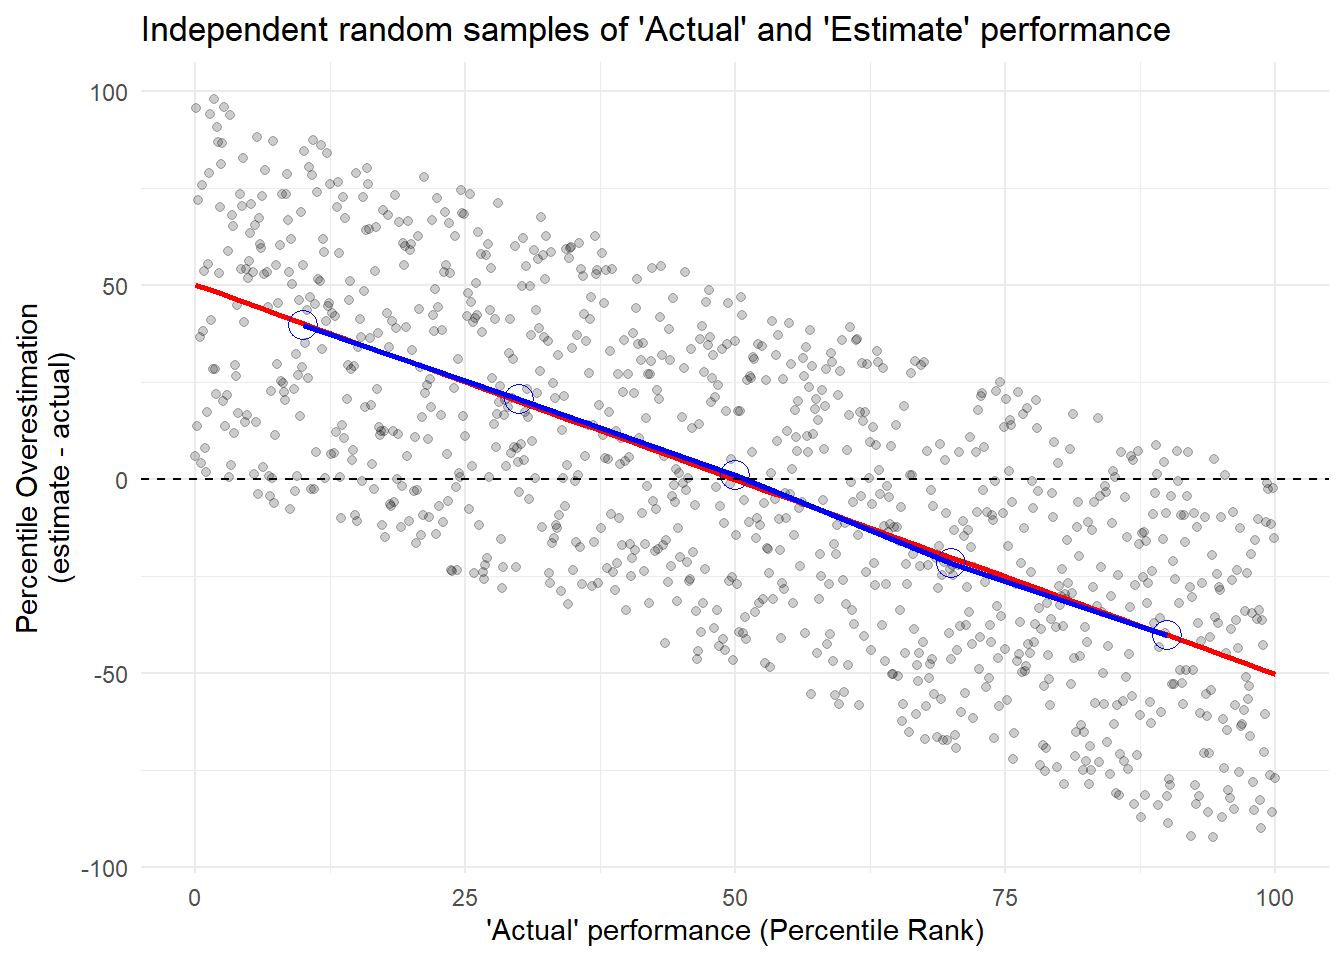 Independent random samples of 'Actual' and 'Estimate' performance
Percentile Overestimation
(estimate - actual)
100
50
0
-50
-100
0
25
50
75
100
'Actual' performance (Percentile Rank)